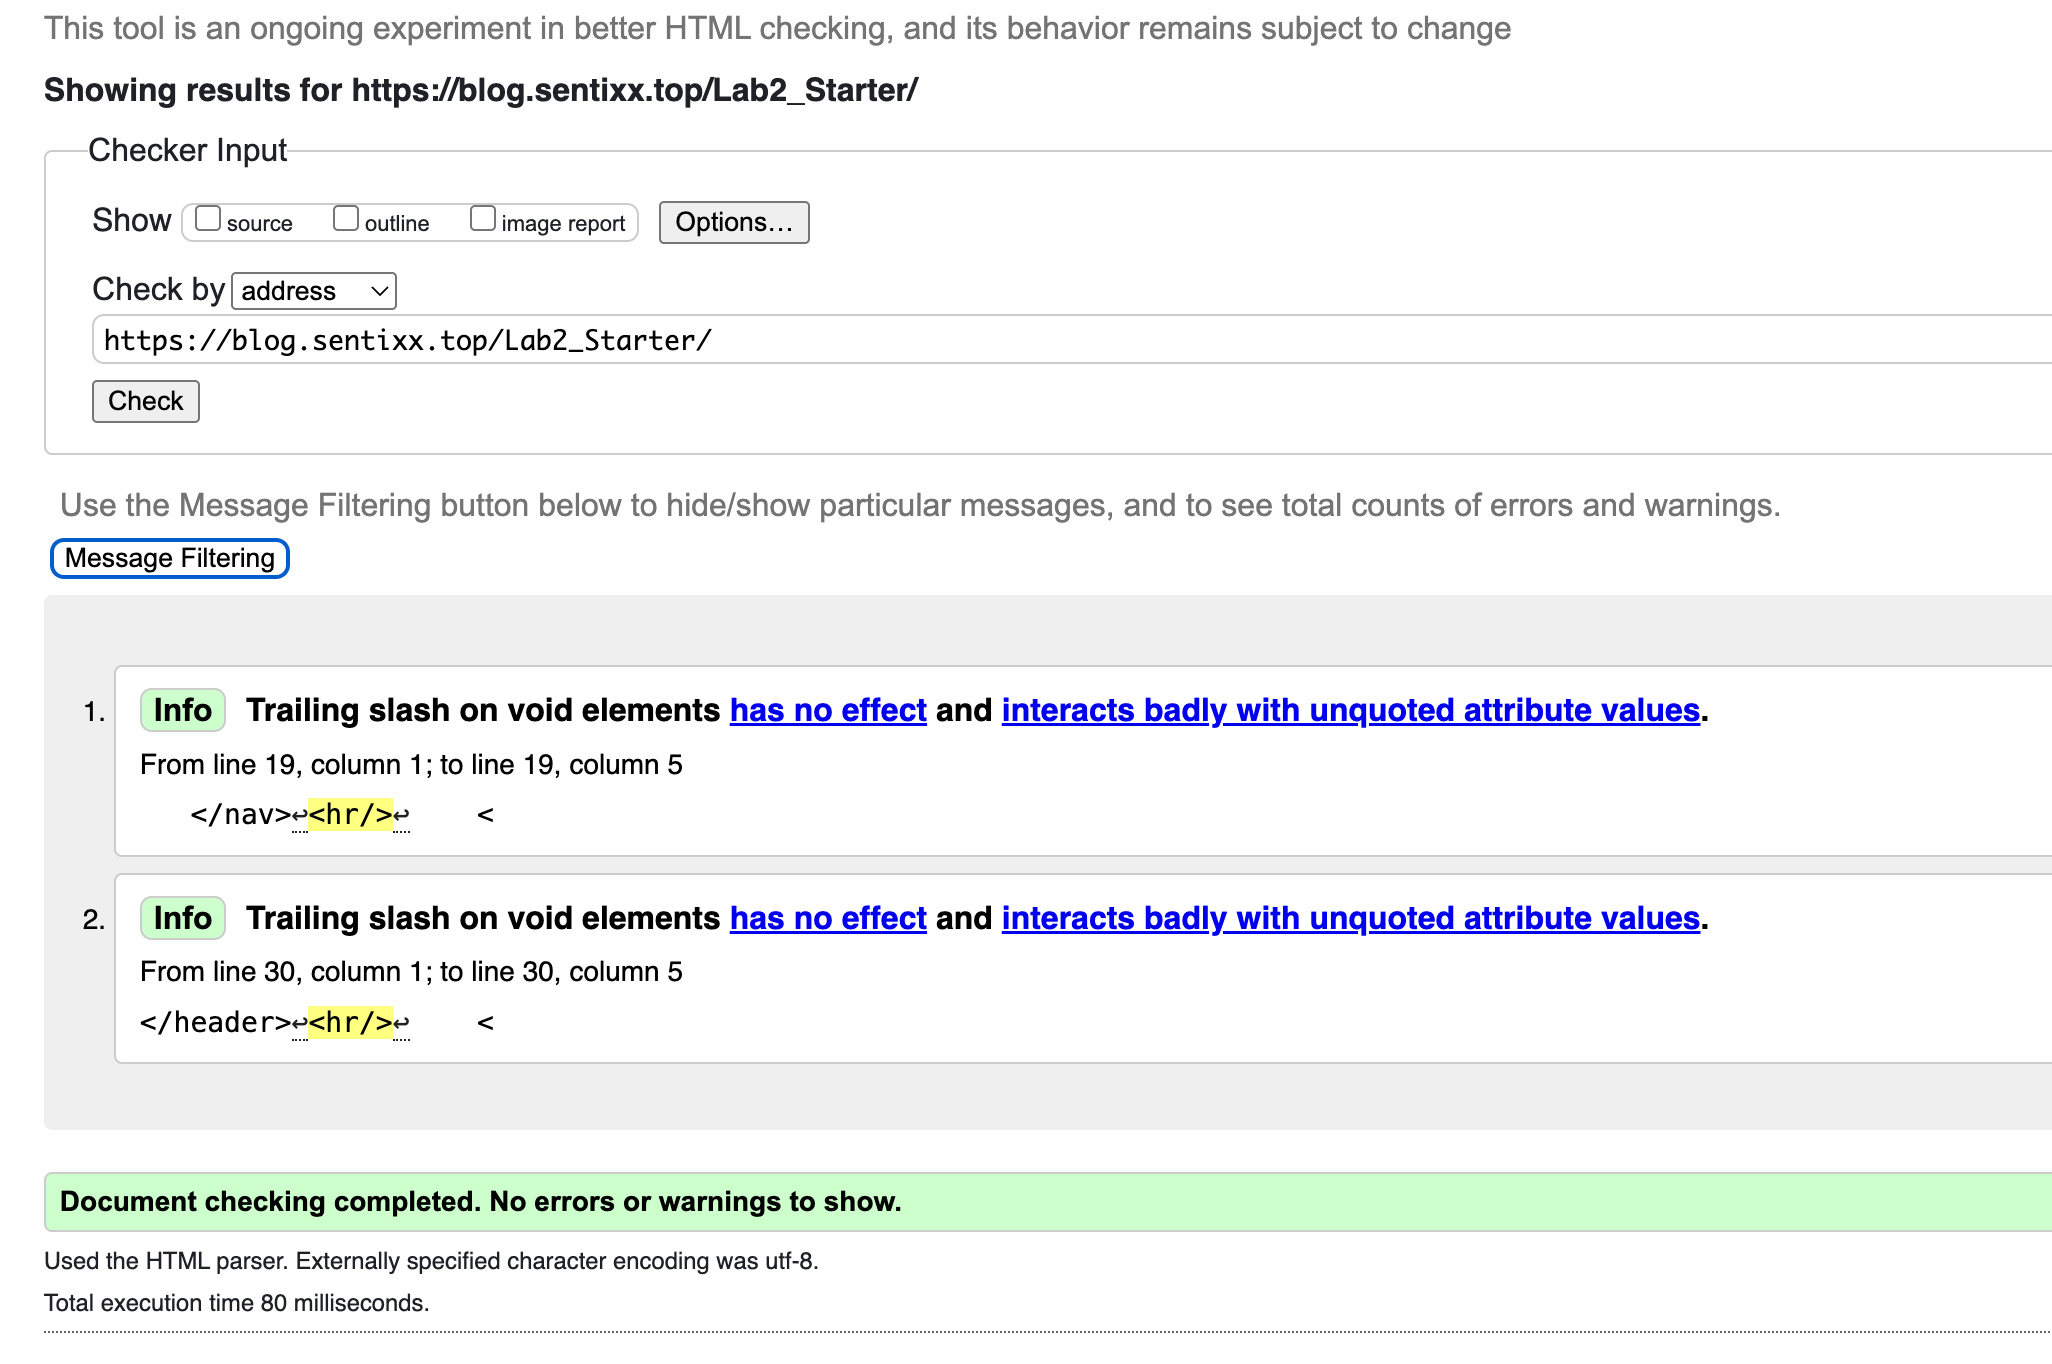 This tool is an ongoing experiment in better HTML checking, and its behavior remains subject to change
Showing results for https://blog.sentixx.top/Lab2_Starter/
Checker Input
Show source outline image report Options...
Check by address
https://blog.sentixx.top/Lab2_Starter/
Check
Use the Message Filtering button below to hide/show particular messages, and to see total counts of errors and warnings.
Message Filtering
1. Info Trailing slash on void elements has no effect and interacts badly with unquoted attribute values.
From line 19, column 1; to line 19, column 5
</nav>↩<hr/>↩ <
2. Info Trailing slash on void elements has no effect and interacts badly with unquoted attribute values.
From line 30, column 1; to line 30, column 5
</header>↩<hr/>↩ <
Document checking completed. No errors or warnings to show.
Used the HTML parser. Externally specified character encoding was utf-8.
Total execution time 80 milliseconds.